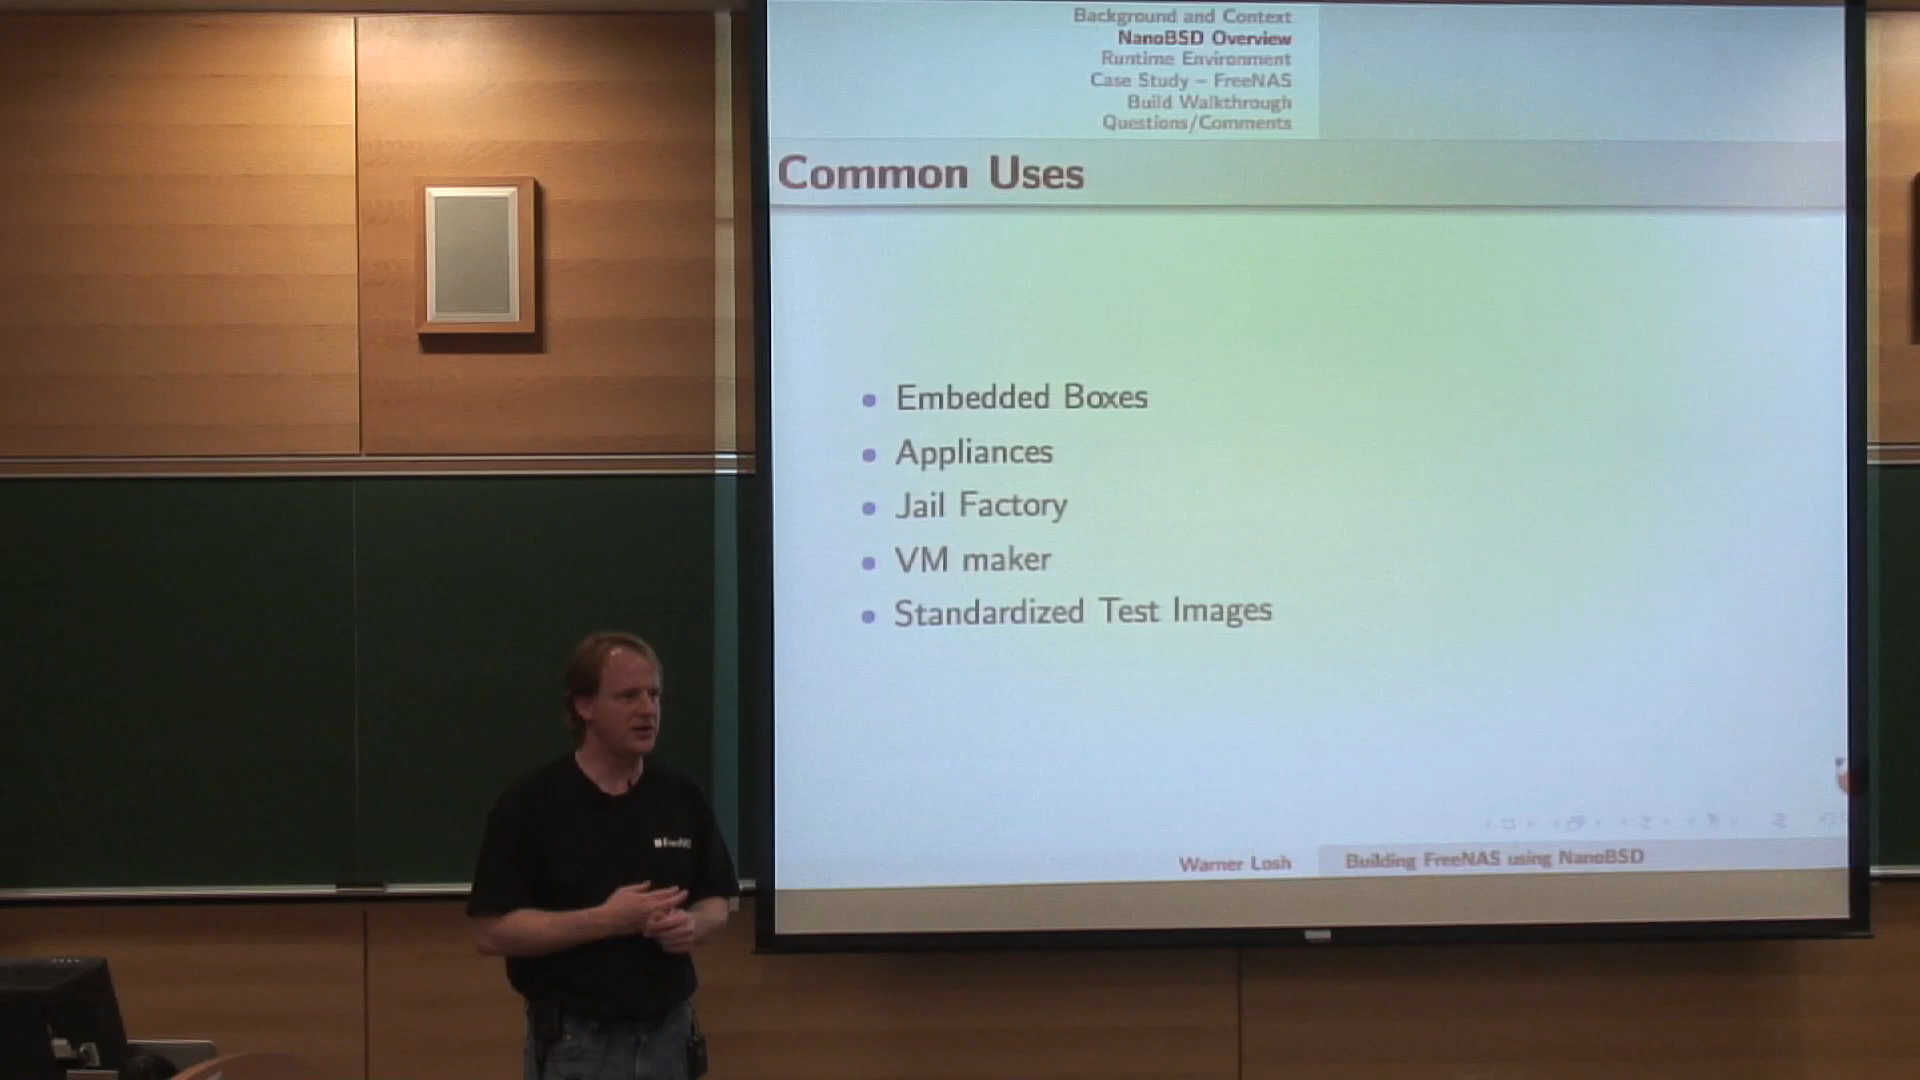 Background and Context
NanoBSD Overview
Runtime Environment
Case Study – FreeNAS
Build Walkthrough
Questions/Comments
Common Uses
Embedded Boxes
Appliances
Jail Factory
VM maker
Standardized Test Images
Warner Losh
Building FreeNAS using NanoBSD
FreeNAS